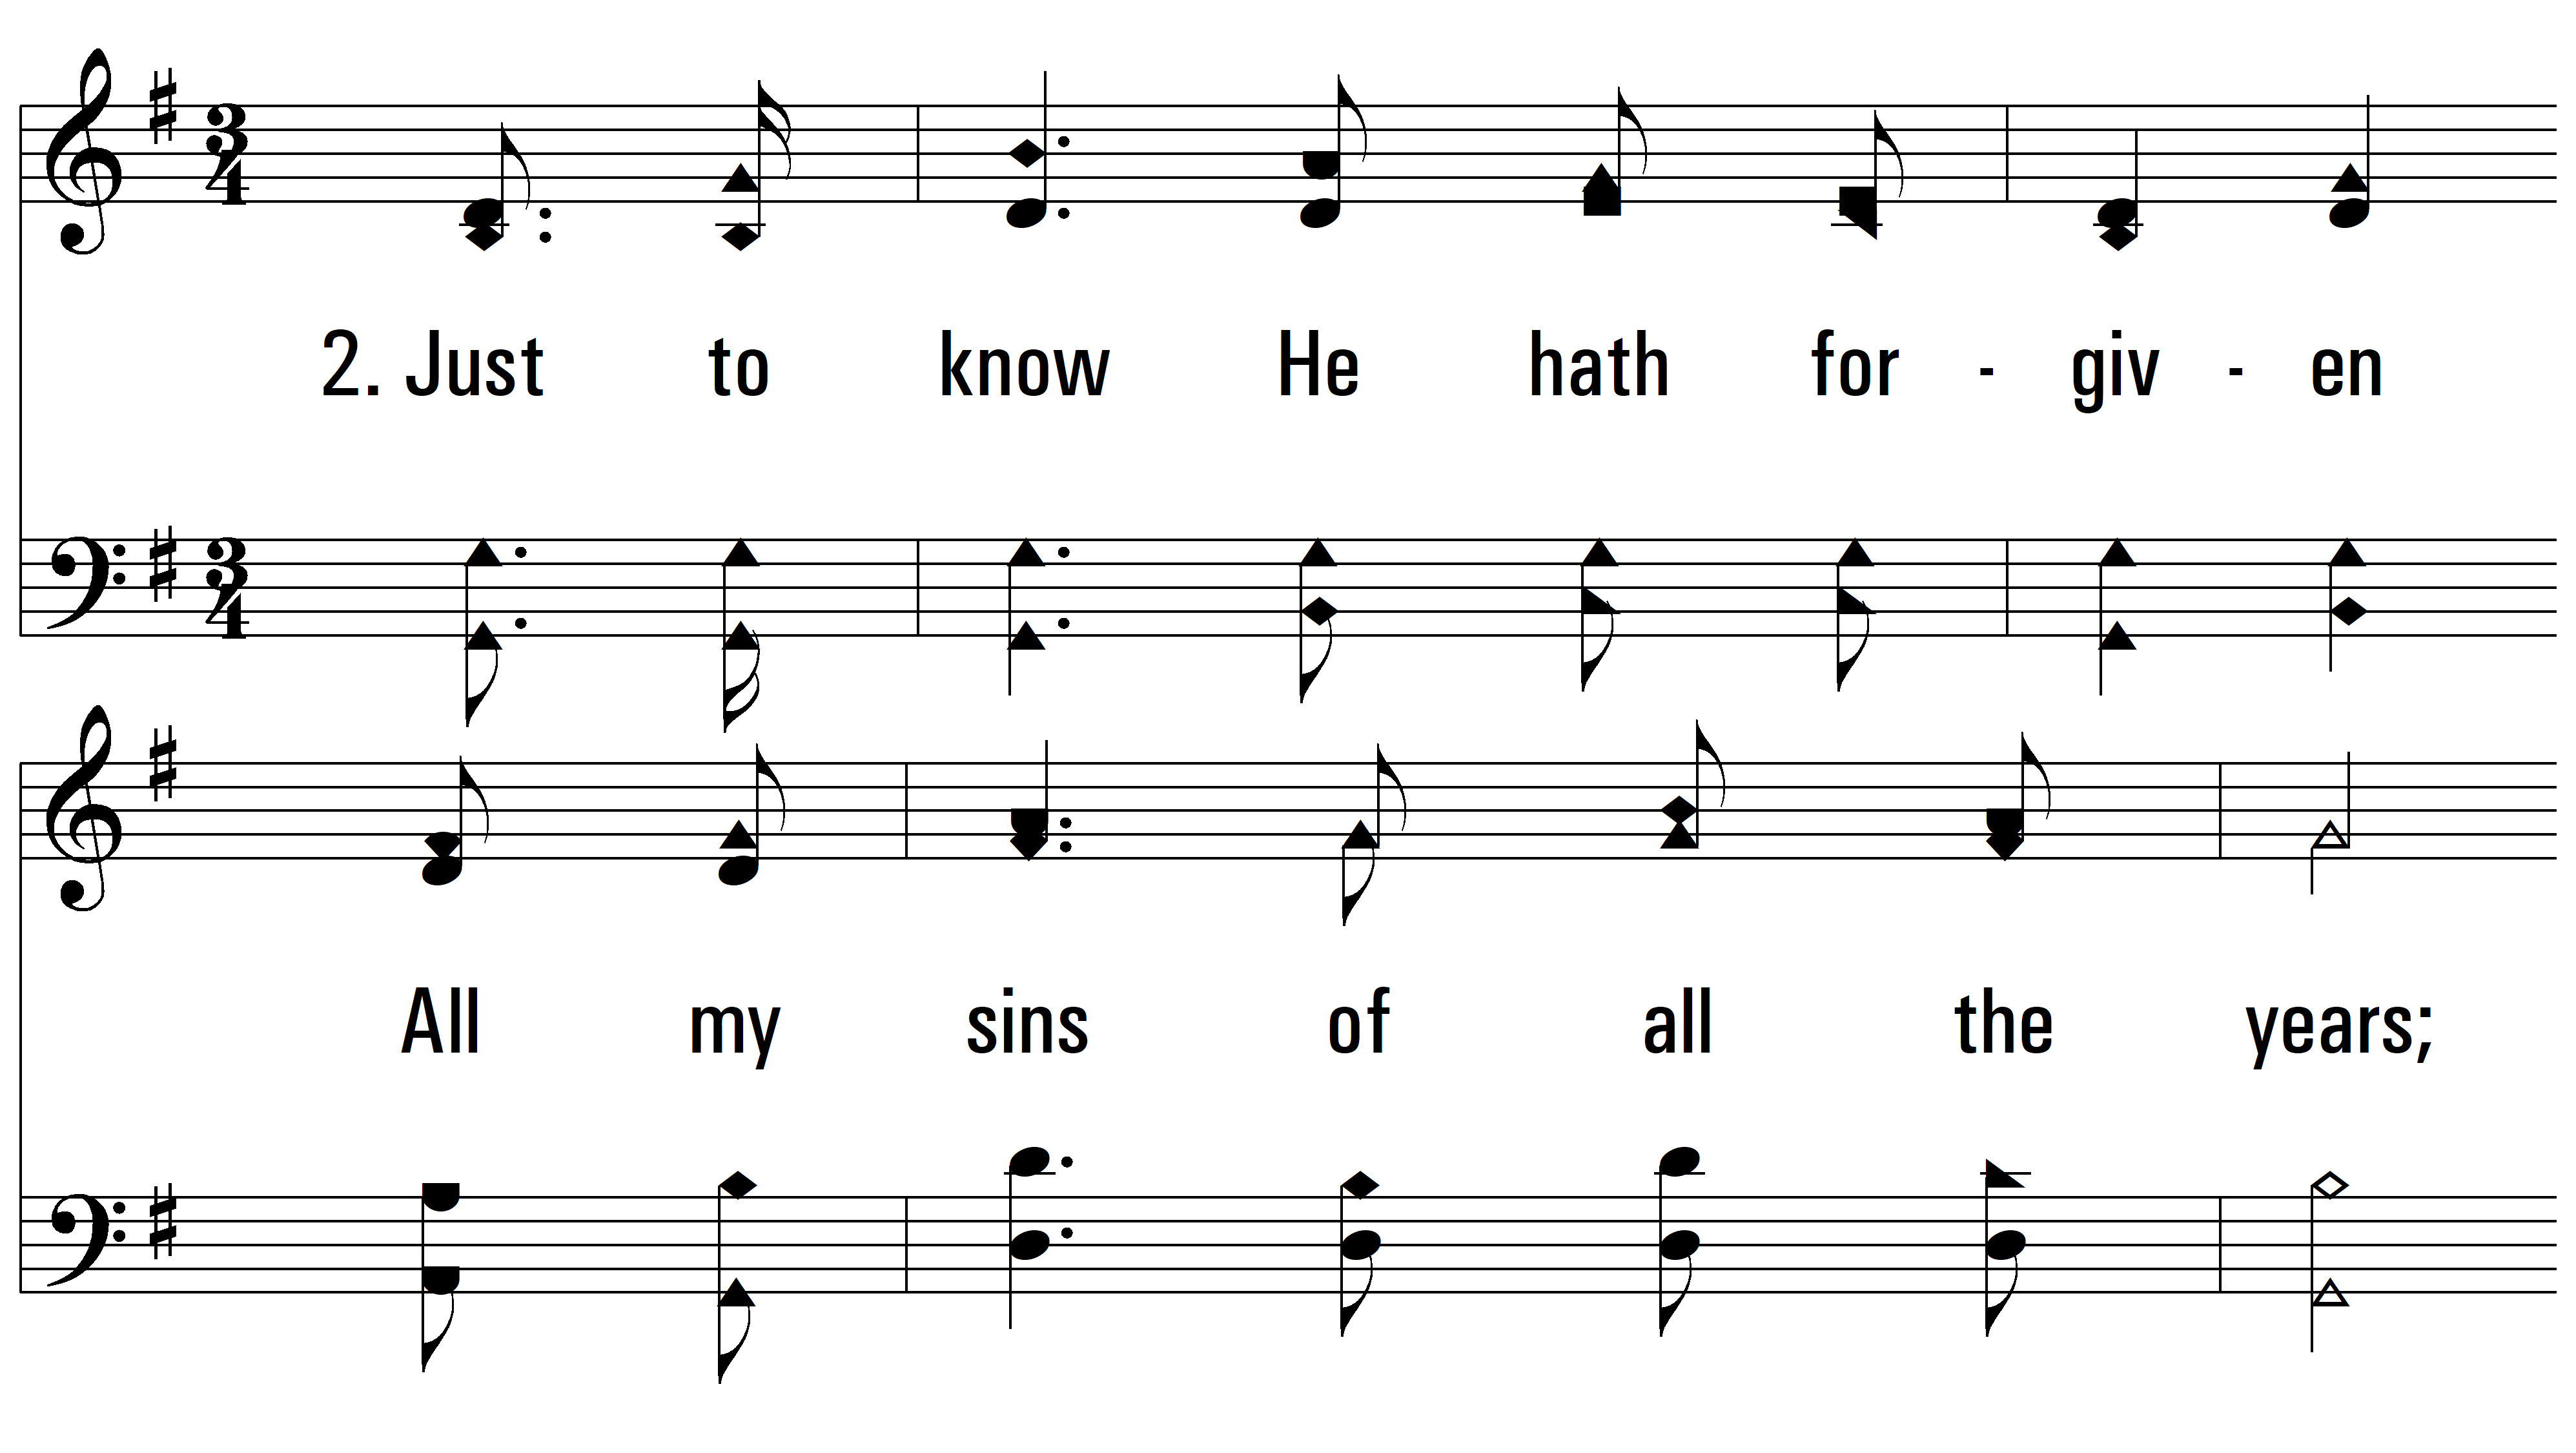 2. Just to know He hath for - giv - en
All my sins of all the years;